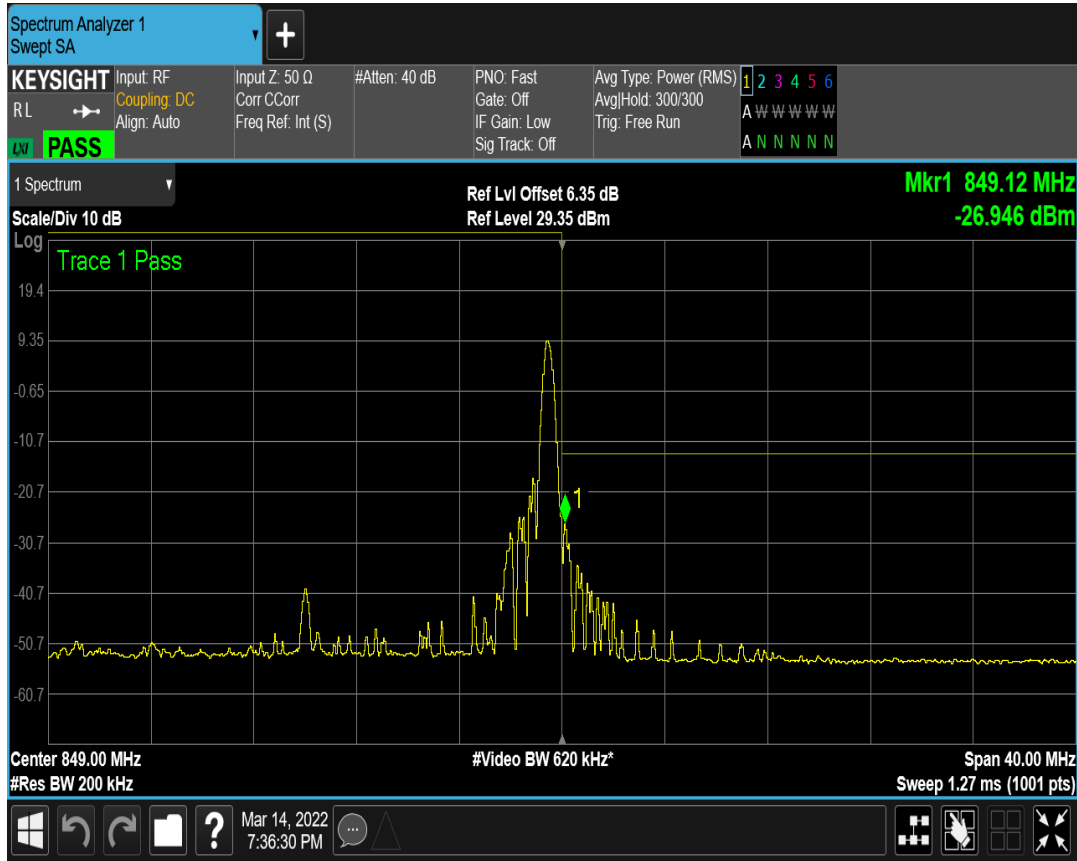 Spectrum Analyzer 1
Swept SA
+
KEYSIGHT
R L
LXI PASS
Input: RF
Coupling: DC
Align: Auto
Input Z: 50 Ω
Corr CCorr
Freq Ref: Int (S)
#Atten: 40 dB
PNO: Fast
Gate: Off
IF Gain: Low
Sig Track: Off
Avg Type: Power (RMS)
Avg|Hold: 300/300
Trig: Free Run
1 2 3 4 5 6
A W W W W W
A N N N N N
1 Spectrum
Scale/Div 10 dB
Ref Lvl Offset 6.35 dB
Ref Level 29.35 dBm
Mkr1 849.12 MHz
-26.946 dBm
Log
Trace 1 Pass
19.4
9.35
-0.65
-10.7
-20.7
1
-30.7
-40.7
-50.7
-60.7
Center 849.00 MHz
#Res BW 200 kHz
#Video BW 620 kHz*
Span 40.00 MHz
Sweep 1.27 ms (1001 pts)
?
Mar 14, 2022
7:36:30 PM